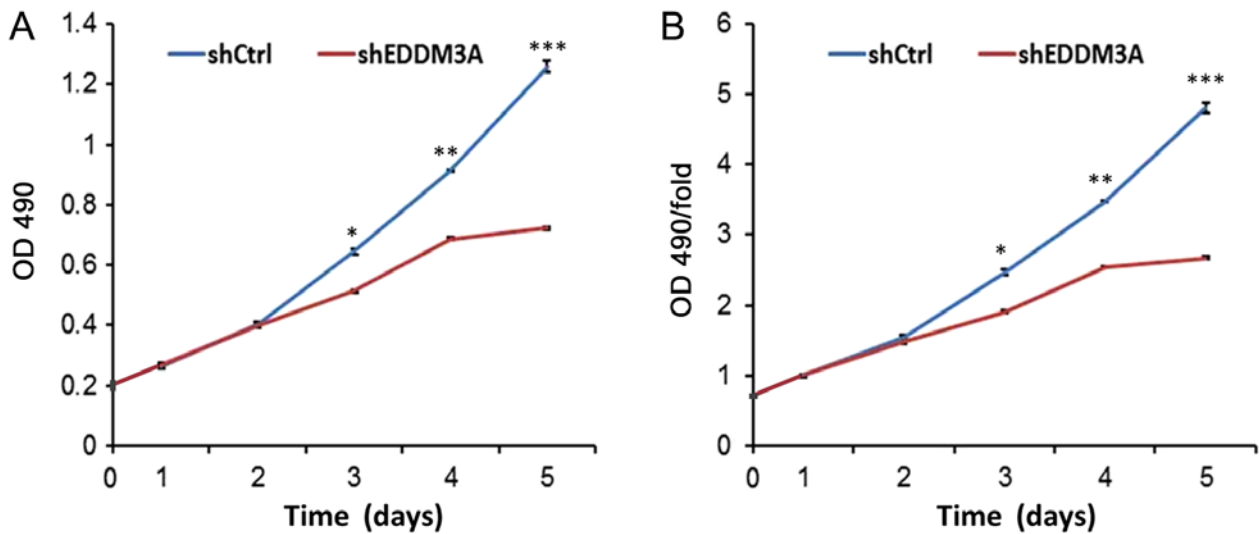 A
OD 490
1.4
1.2
1
0.8
0.6
0.4
0.2
0
shCtrl shEDDM3A
*
**
***
0 1 2 3 4 5
Time (days)
B
OD 490/fold
6
5
4
3
2
1
0
shCtrl shEDDM3A
*
**
***
0 1 2 3 4 5
Time (days)